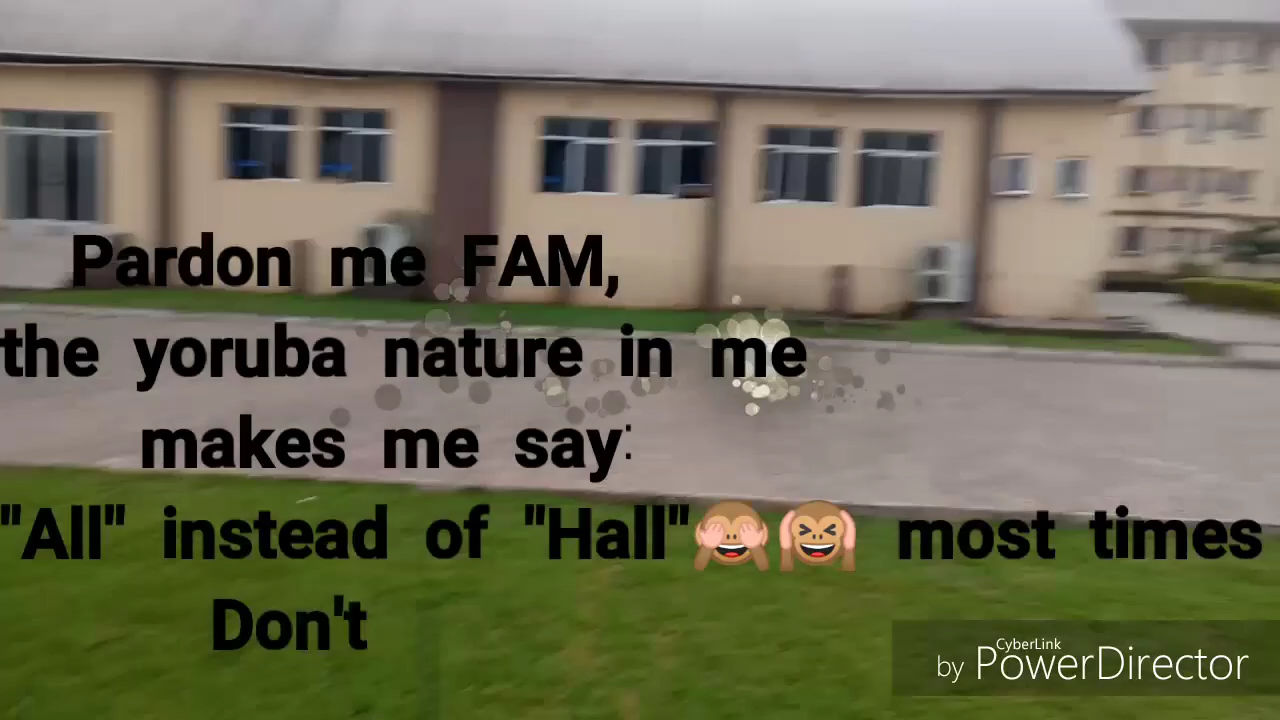 Pardon me FAM,
the yoruba nature in me
makes me say:
"All" instead of "Hall"🙈🙉 most times
Don't
CyberLink
by PowerDirector